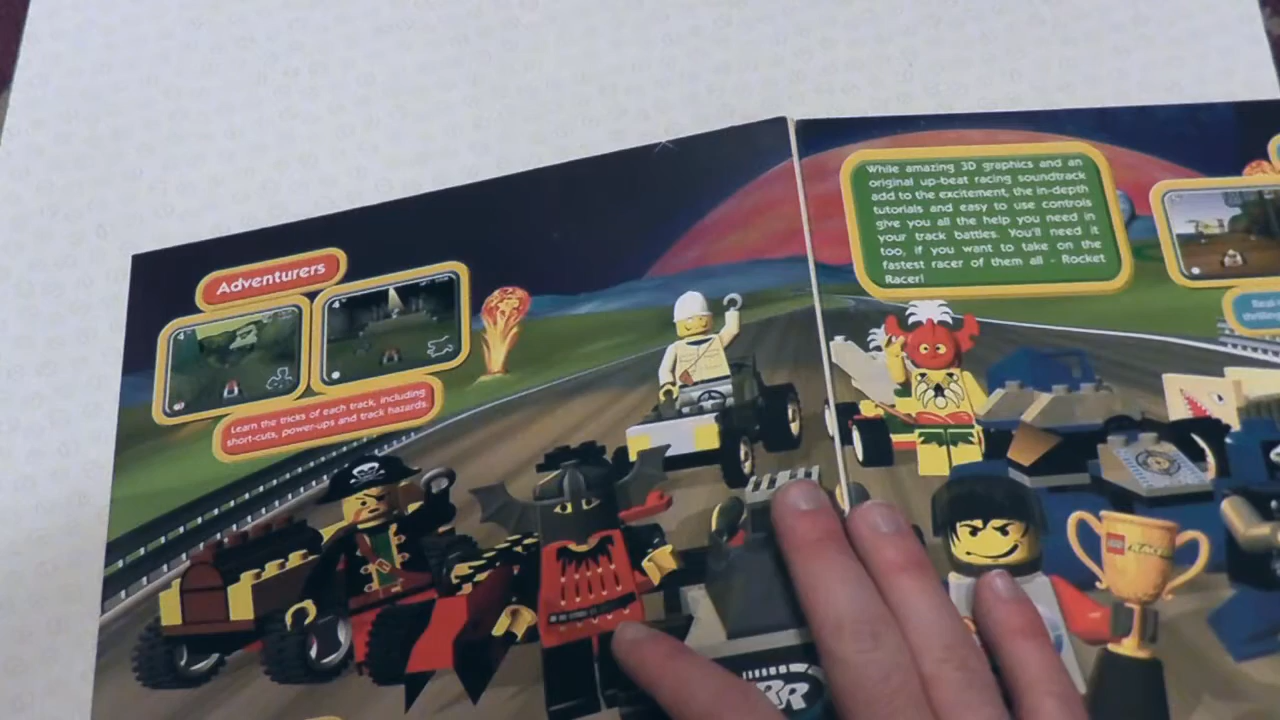 Adventurers
Learn the tricks of each track, including
short-cuts, power-ups and track hazards.
While amazing 3D graphics and an
original up-beat racing soundtrack
add to the excitement, the in-depth
tutorials and easy to use controls
give you all the help you need in
your track battles. You'll need it
too, if you want to take on the
fastest racer of them all - Rocket
Racer!
RR